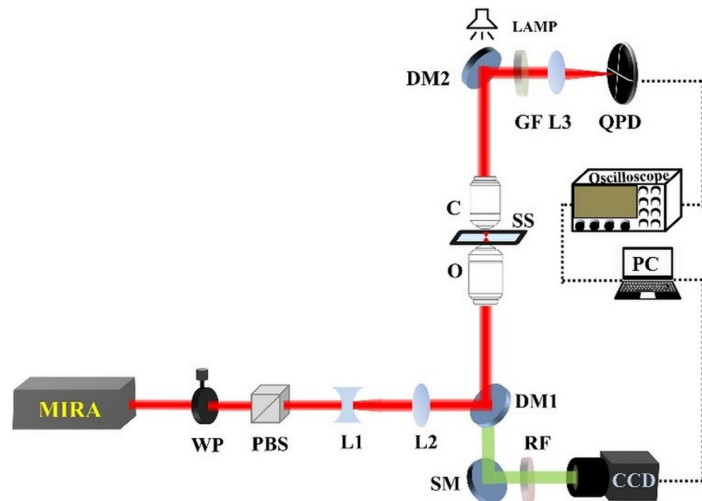 LAMP
DM2
GF L3
QPD
Oscilloscope
C
SS
O
PC
MIRA
WP
PBS
L1
L2
DM1
RF
SM
CCD